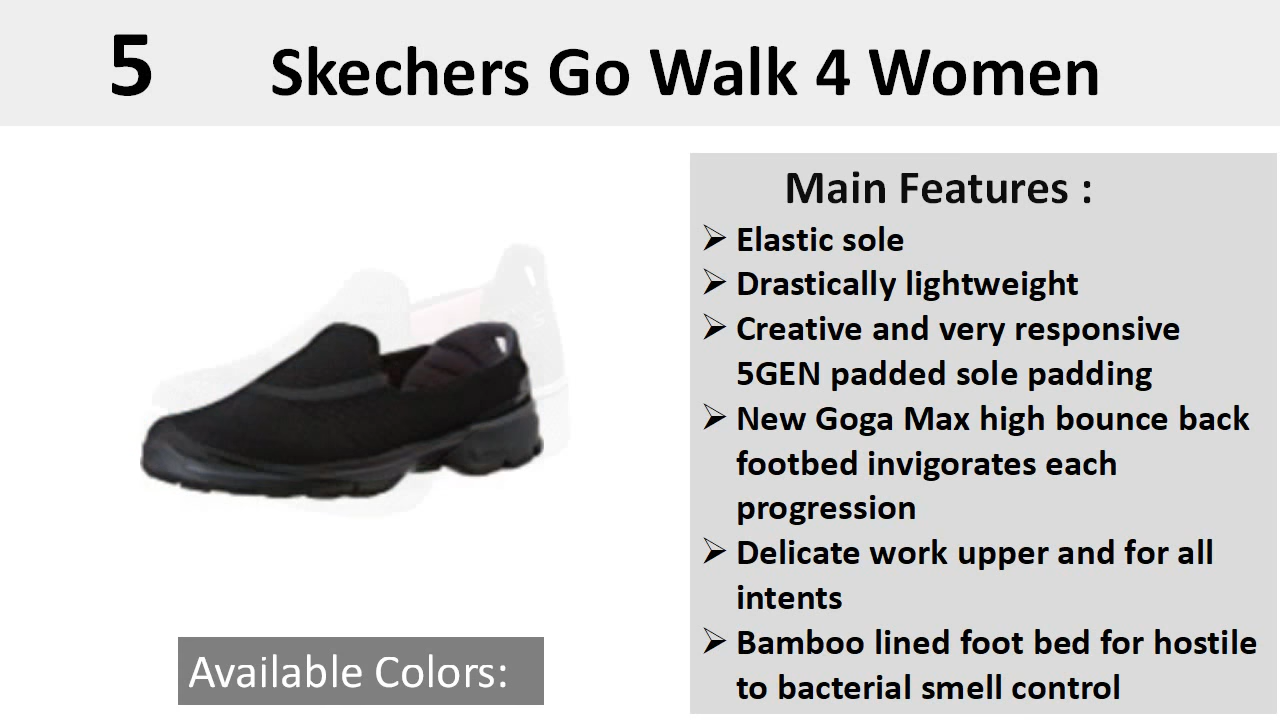 5 Skechers Go Walk 4 Women
Main Features :
➢ Elastic sole
➢ Drastically lightweight
➢ Creative and very responsive
5GEN padded sole padding
➢ New Goga Max high bounce back
footbed invigorates each
progression
➢ Delicate work upper and for all
intents
➢ Bamboo lined foot bed for hostile
to bacterial smell control
Available Colors: